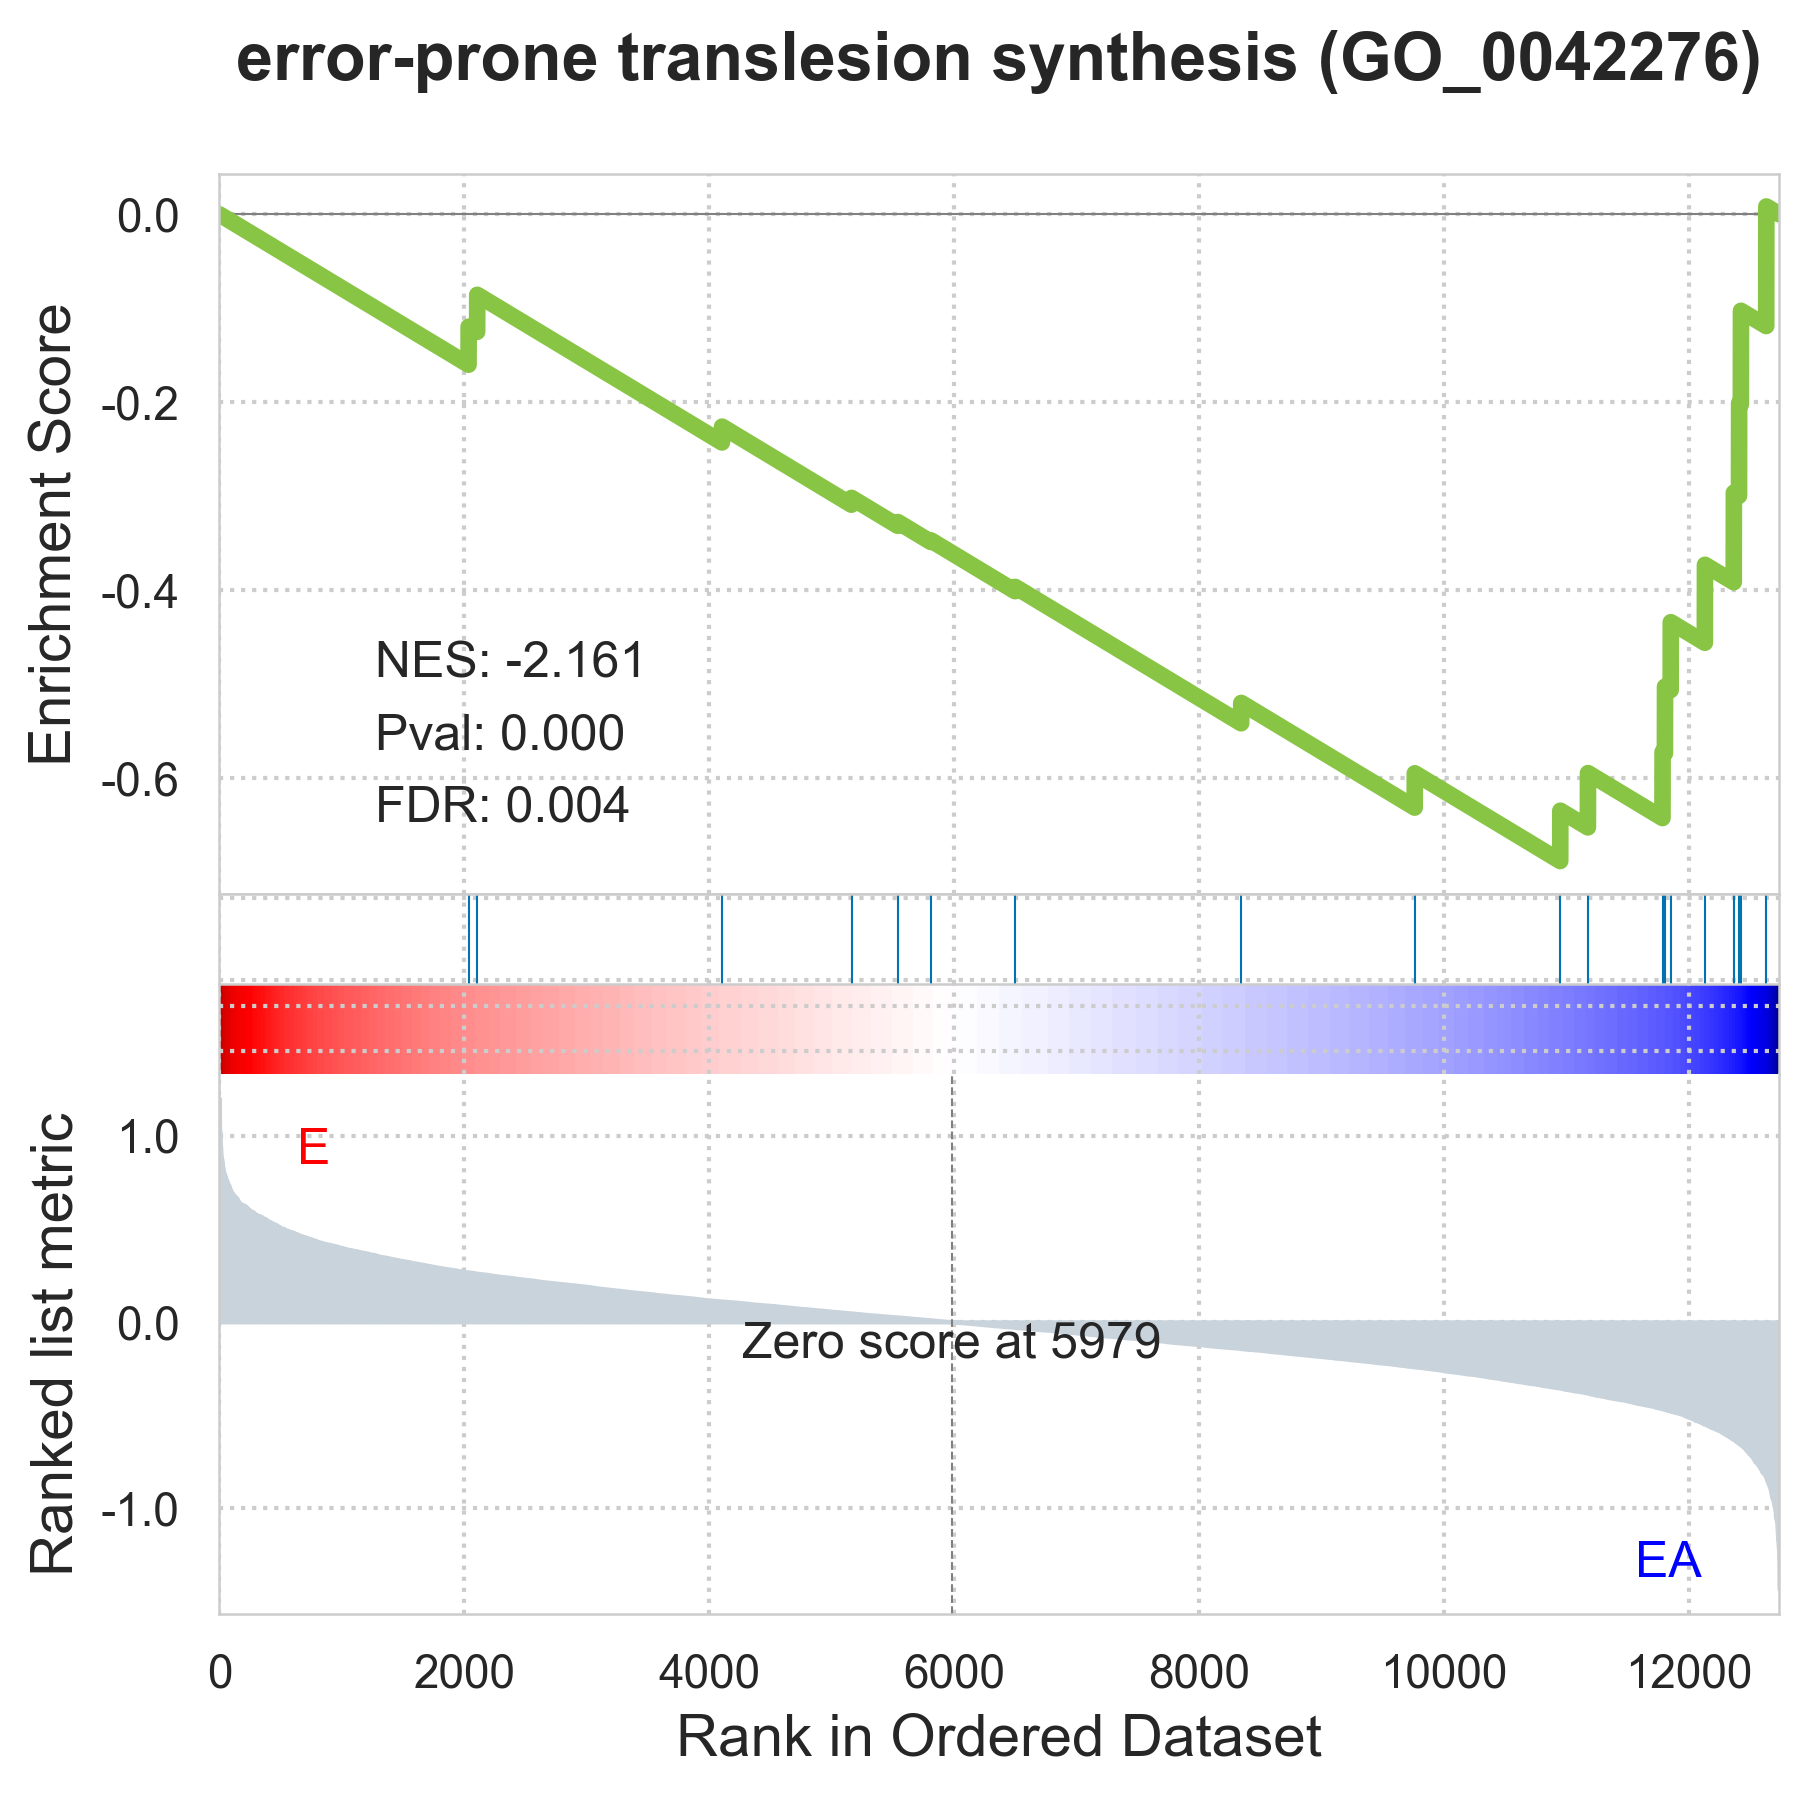 error-prone translesion synthesis (GO_0042276)
Enrichment Score
0.0
-0.2
-0.4
-0.6
NES: -2.161
Pval: 0.000
FDR: 0.004
Ranked list metric
1.0
0.0
-1.0
E
Zero score at 5979
EA
0 2000 4000 6000 8000 10000 12000
Rank in Ordered Dataset